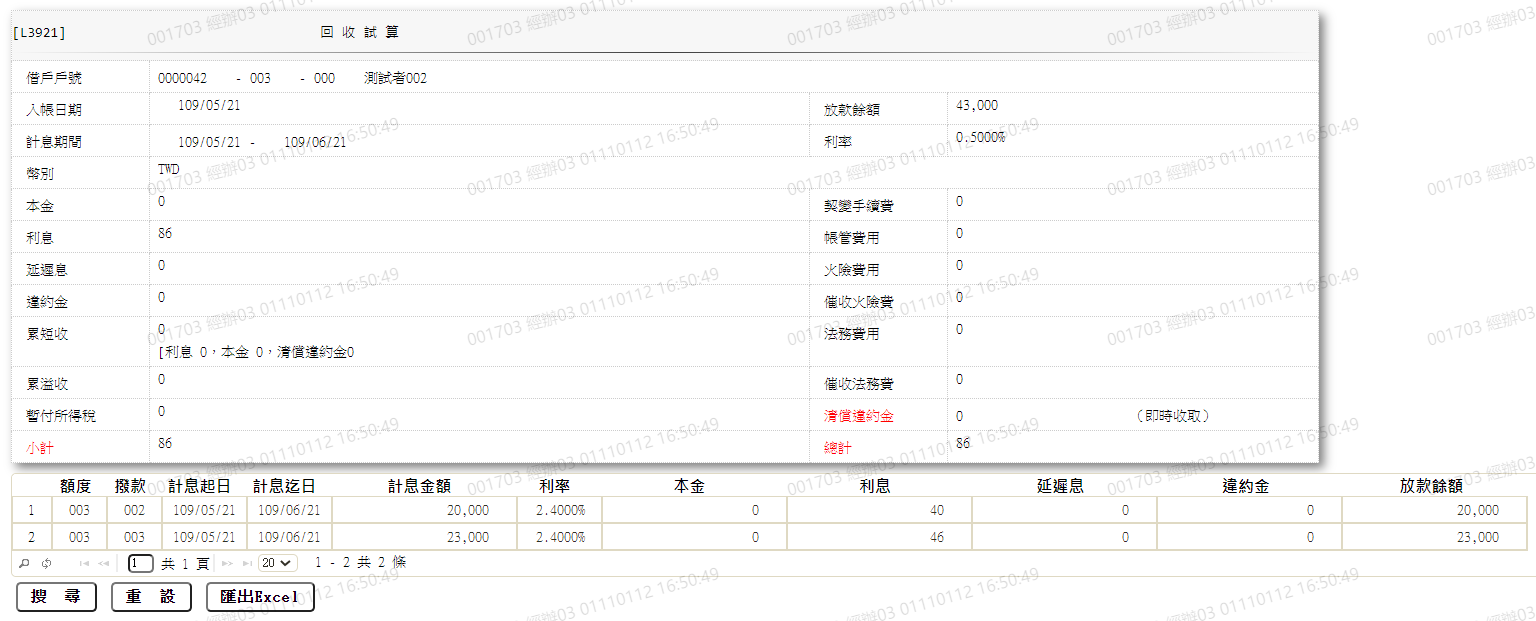 [L3921] 回 收 試 算
借戶戶號 0000042 - 003 - 000 測試者002
入帳日期 109/05/21 放款餘額 43,000
計息期間 109/05/21 - 109/06/21 利率 0.5000%
幣別 TWD
本金 0 契變手續費 0
利息 86 帳管費用 0
延遲息 0 火險費用 0
違約金 0 催收火險費 0
累短收 0 法務費用 0
[利息 0，本金 0，清償違約金0
累溢收 0 催收法務費 0
暫付所得稅 0 清償違約金 0 （即時收取）
小計 86 總計 86
額度 撥款 計息起日 計息迄日 計息金額 利率 本金 利息 延遲息 違約金 放款餘額
1 003 002 109/05/21 109/06/21 20,000 2.4000% 0 40 0 0 20,000
2 003 003 109/05/21 109/06/21 23,000 2.4000% 0 46 0 0 23,000
1 共 1 頁 20 1 - 2 共 2 條
搜 尋 重 設 匯出Excel
001703 經辦03 01110112 16:50:49